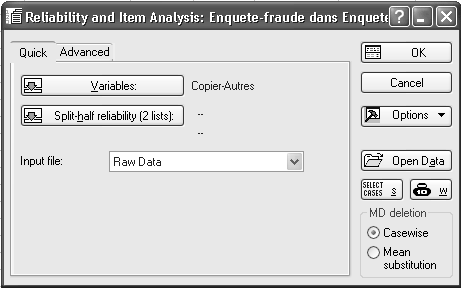 Reliability and Item Analysis: Enquete-fraude dans Enquete
?
Quick
Advanced
Variables:
Copier-Autres
Split-half reliability (2 lists):
--
--
Input file:
Raw Data
OK
Cancel
Options
Open Data
SELECT CASES S
W
MD deletion
Casewise
Mean substitution